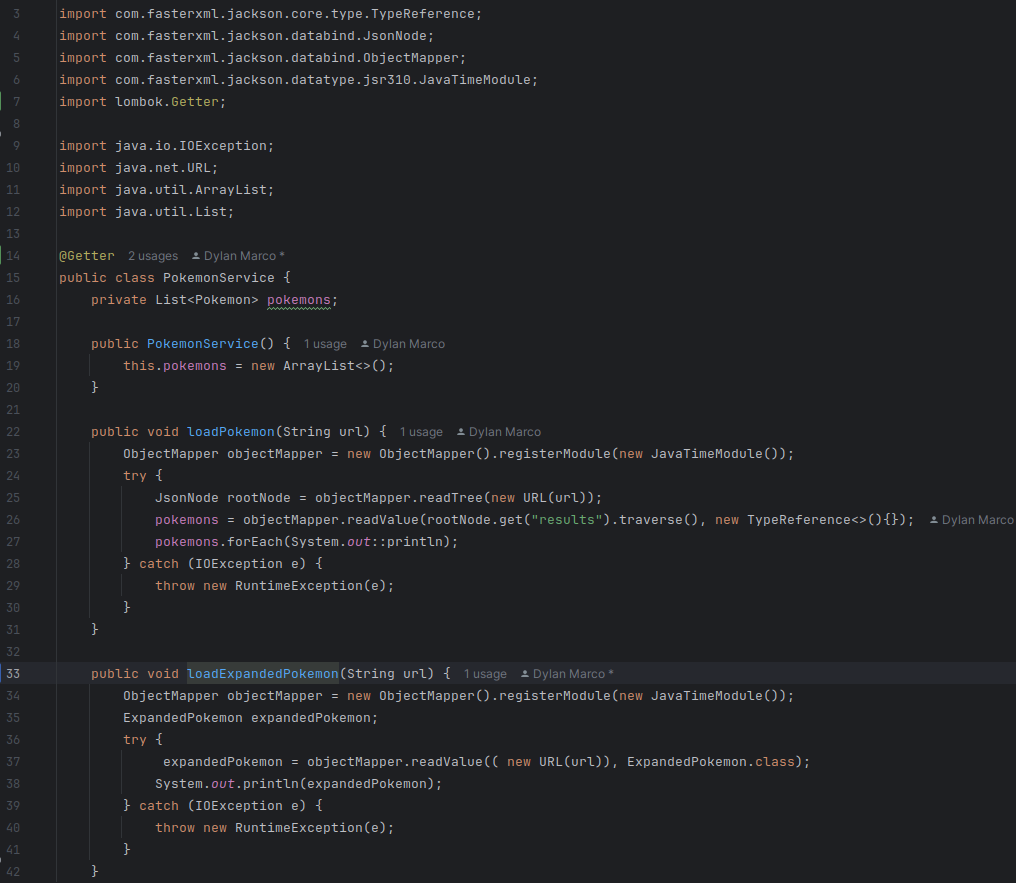 3 import com.fasterxml.jackson.core.type.TypeReference;
4 import com.fasterxml.jackson.databind.JsonNode;
5 import com.fasterxml.jackson.databind.ObjectMapper;
6 import com.fasterxml.jackson.datatype.jsr310.JavaTimeModule;
7 import lombok.Getter;
8
9 import java.io.IOException;
10 import java.net.URL;
11 import java.util.ArrayList;
12 import java.util.List;
13
14 @Getter 2 usages Dylan Marco *
15 public class PokemonService {
16     private List<Pokemon> pokemons;
17
18     public PokemonService() { 1 usage Dylan Marco
19         this.pokemons = new ArrayList<>();
20     }
21
22     public void loadPokemon(String url) { 1 usage Dylan Marco
23         ObjectMapper objectMapper = new ObjectMapper().registerModule(new JavaTimeModule());
24         try {
25             JsonNode rootNode = objectMapper.readTree(new URL(url));
26             pokemons = objectMapper.readValue(rootNode.get("results").traverse(), new TypeReference<>(){}); Dylan Marco
27             pokemons.forEach(System.out::println);
28         } catch (IOException e) {
29             throw new RuntimeException(e);
30         }
31     }
32
33     public void loadExpandedPokemon(String url) { 1 usage Dylan Marco *
34         ObjectMapper objectMapper = new ObjectMapper().registerModule(new JavaTimeModule());
35         ExpandedPokemon expandedPokemon;
36         try {
37              expandedPokemon = objectMapper.readValue(( new URL(url)), ExpandedPokemon.class);
38             System.out.println(expandedPokemon);
39         } catch (IOException e) {
40             throw new RuntimeException(e);
41         }
42     }